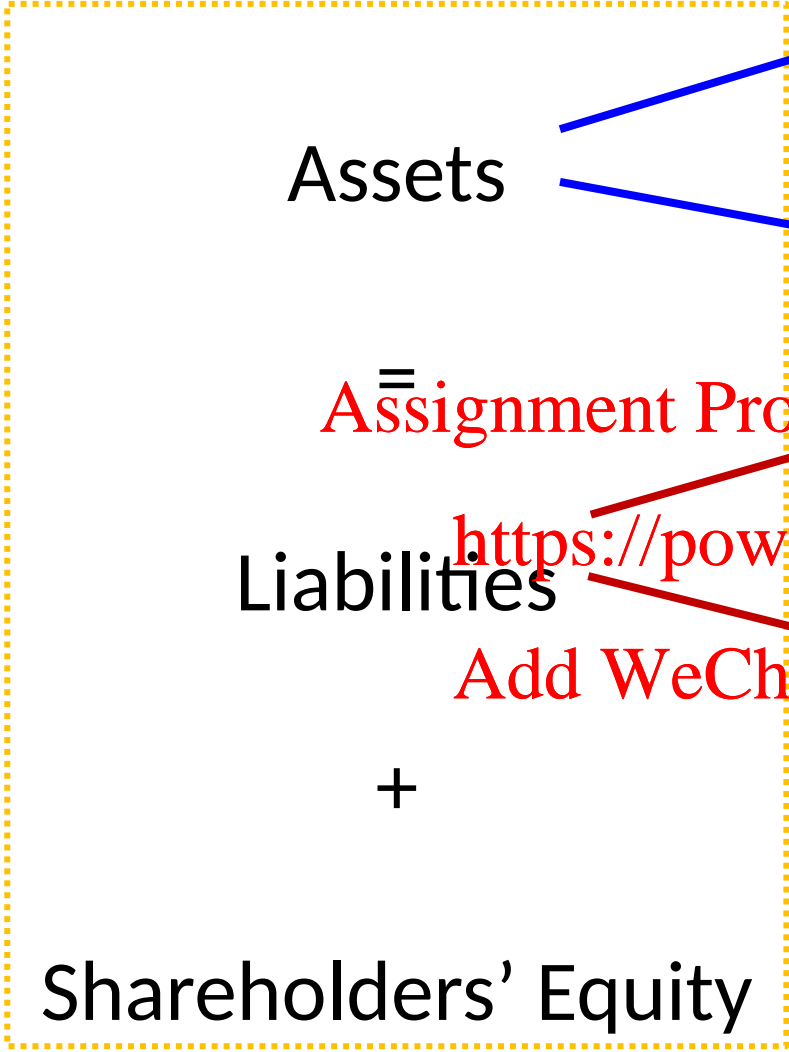 Assets
=
Assignment Pro
https://pow
Liabilities
Add WeCh
+
Shareholders’ Equity